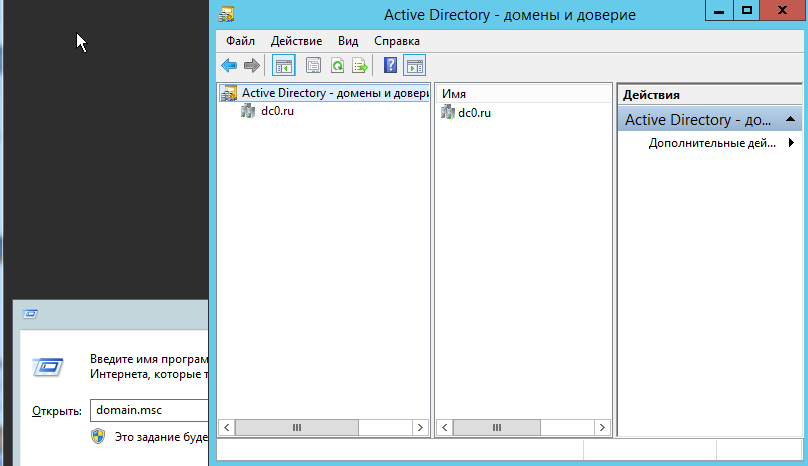 Active Directory - домены и доверие
Файл Действие Вид Справка
Active Directory - домены и довери
dc0.ru
Имя
dc0.ru
Действия
Active Directory - до...
Дополнительные дей...
Введите имя програм
Интернета, которые т
Открыть: domain.msc
Это задание буде